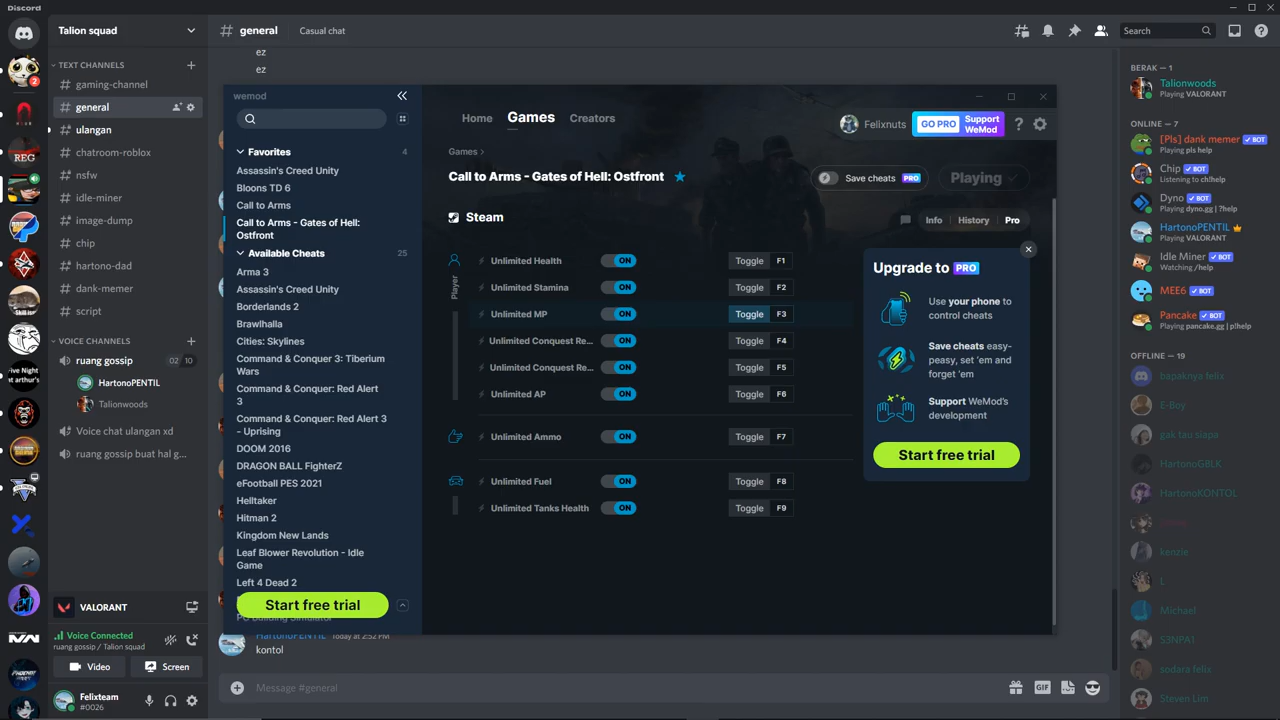 Discord
Talion squad
# general
Casual chat
Search
TEXT CHANNELS
gaming-channel
general
ulangan
chatroom-roblox
nsfw
idle-miner
image-dump
chip
hartono-dad
dank-memer
script
VOICE CHANNELS
ruang gossip
02 10
HartonoPENTIL
Talionwoods
Voice chat ulangan xd
ruang gossip buat hal g...
VALORANT
Voice Connected
ruang gossip / Talion squad
Video
Screen
Felixteam
#0026
2
REG
ive Night
at arthur's
ez
ez
wemod
Favorites 4
Assassin's Creed Unity
Bloons TD 6
Call to Arms
Call to Arms - Gates of Hell:
Ostfront
Available Cheats 25
Arma 3
Assassin's Creed Unity
Borderlands 2
Brawlhalla
Cities: Skylines
Command & Conquer 3: Tiberium
Wars
Command & Conquer: Red Alert
3
Command & Conquer: Red Alert 3
- Uprising
DOOM 2016
DRAGON BALL FighterZ
eFootball PES 2021
Helltaker
Hitman 2
Kingdom New Lands
Leaf Blower Revolution - Idle
Game
Left 4 Dead 2
Start free trial
PC Building Simulator
Home
Games
Creators
Felixnuts
GO PRO
Support
WeMod
?
Games >
Call to Arms - Gates of Hell: Ostfront
Save cheats PRO
Playing
Steam
Info
History
Pro
Player
Unlimited Health ON Toggle F1
Unlimited Stamina ON Toggle F2
Unlimited MP ON Toggle F3
Unlimited Conquest Re... ON Toggle F4
Unlimited Conquest Re... ON Toggle F5
Unlimited AP ON Toggle F6
Unlimited Ammo ON Toggle F7
Unlimited Fuel ON Toggle F8
Unlimited Tanks Health ON Toggle F9
Upgrade to PRO
Use your phone to
control cheats
Save cheats easy-
peasy, set 'em and
forget 'em
Support WeMod's
development
Start free trial
HartonoPENTIL Today at 2:52 PM
kontol
Message #general
GIF
BERAK — 1
Talionwoods
Playing VALORANT
ONLINE — 7
[Pls] dank memer BOT
Playing pls help
Chip BOT
Listening to ch!help
Dyno BOT
Playing dyno.gg | ?help
HartonoPENTIL
Playing VALORANT
Idle Miner BOT
Watching /help
MEE6 BOT
Pancake BOT
Playing pancake.gg | p!help
OFFLINE — 19
bapaknya felix
E-Boy
gak tau siapa
HartonoGBLK
HartonoKONTOL
kenzie
L
Michael
S3NPA1
sodara felix
Steven Lim